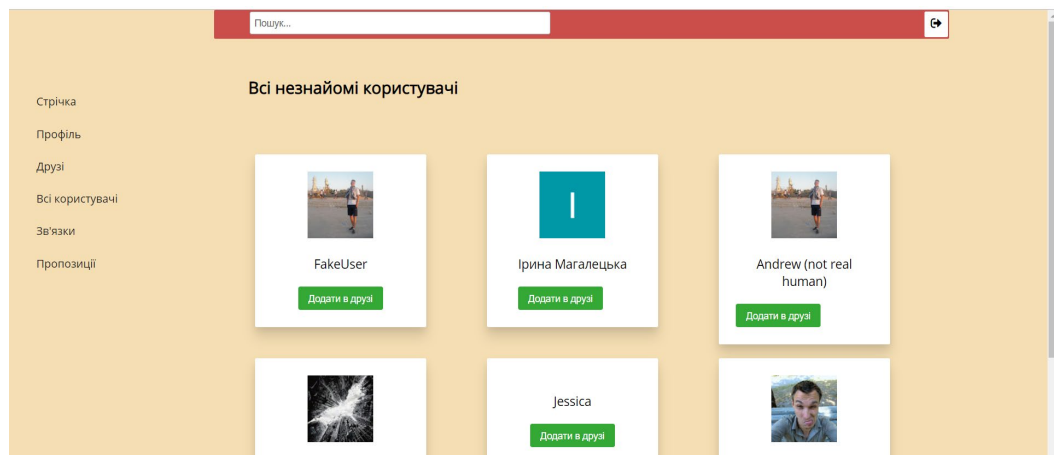 Пошук...
Всі незнайомі користувачі
Стрічка
Профіль
Друзі
Всі користувачі
Зв'язки
Пропозиції
FakeUser
Додати в друзі
I
Ірина Магалецька
Додати в друзі
Andrew (not real
human)
Додати в друзі
Jessica
Додати в друзі